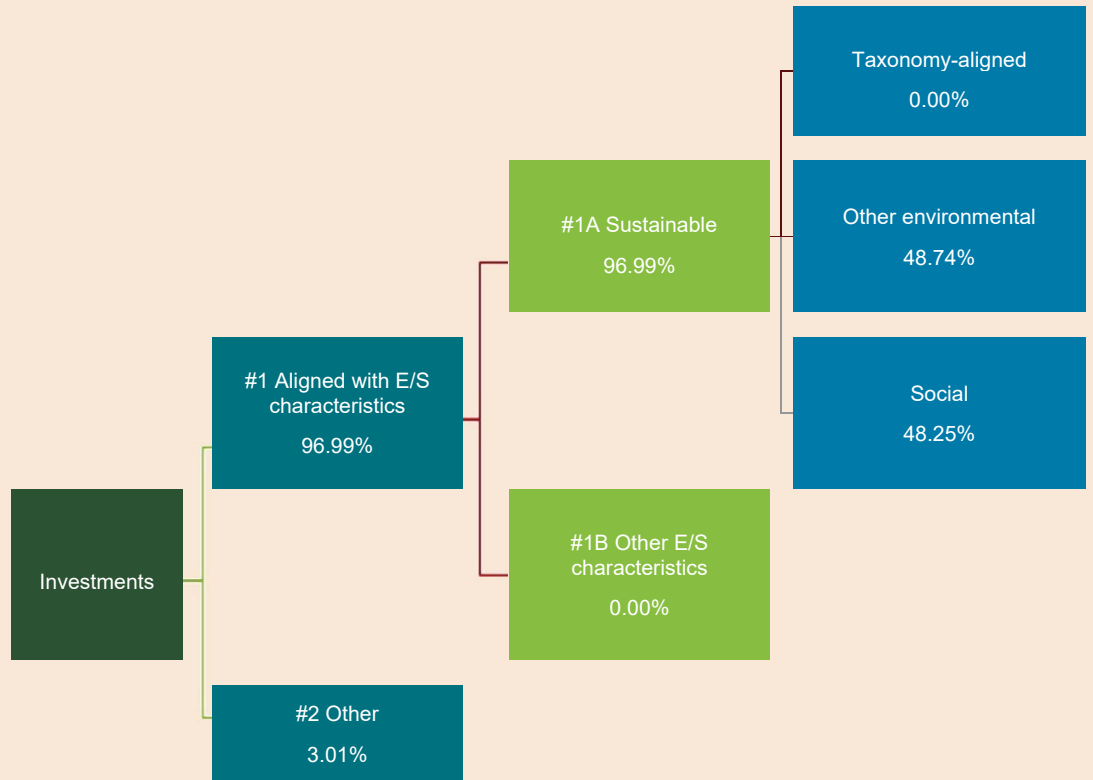 Investments
#1 Aligned with E/S
characteristics
96.99%
#2 Other
3.01%
#1A Sustainable
96.99%
#1B Other E/S
characteristics
0.00%
Taxonomy-aligned
0.00%
Other environmental
48.74%
Social
48.25%